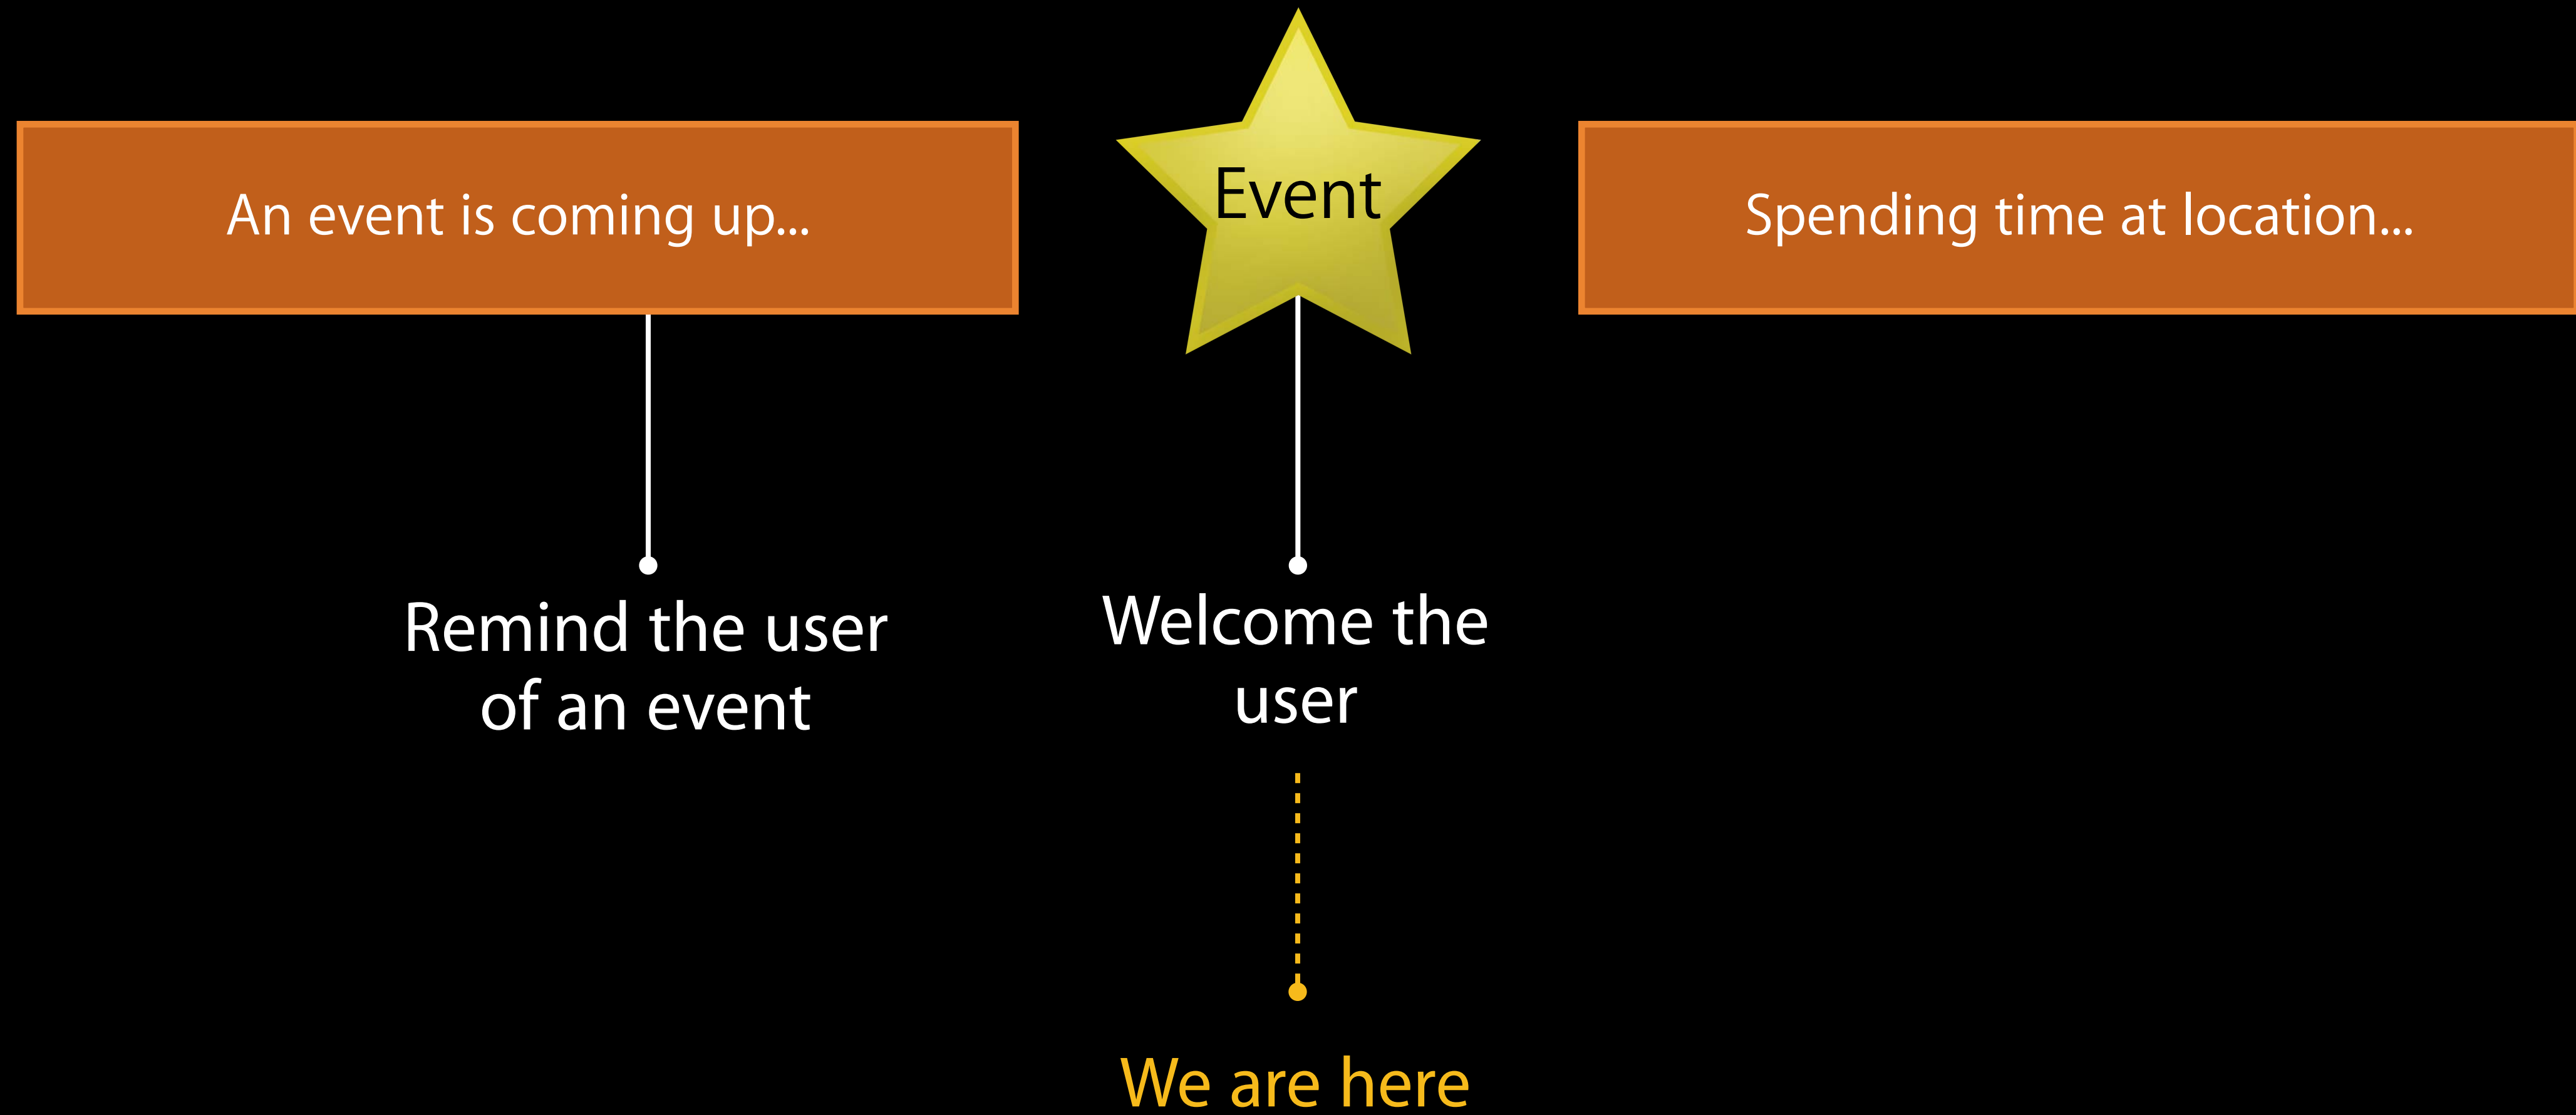 An event is coming up...
Event
Spending time at location...
Remind the user
of an event
Welcome the
user
We are here